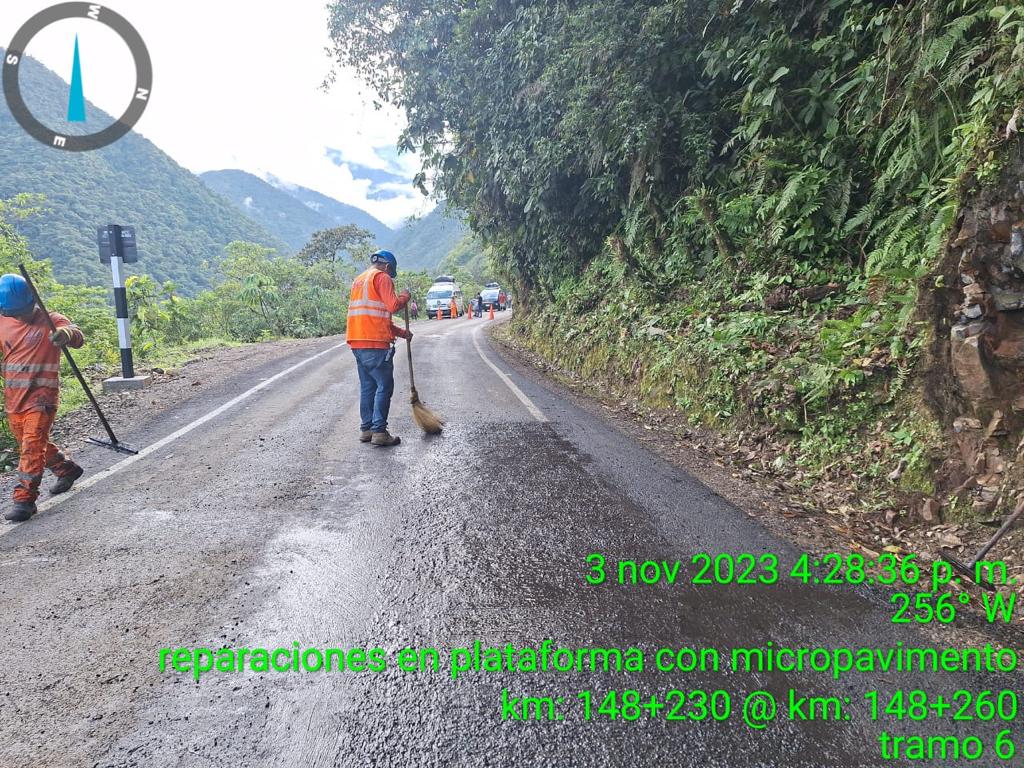 W
S
N
E
3 nov 2023 4:28:36 p. m.
256° W
reparaciones en plataforma con micropavimento
km: 148+230 @ km: 148+260
tramo 6